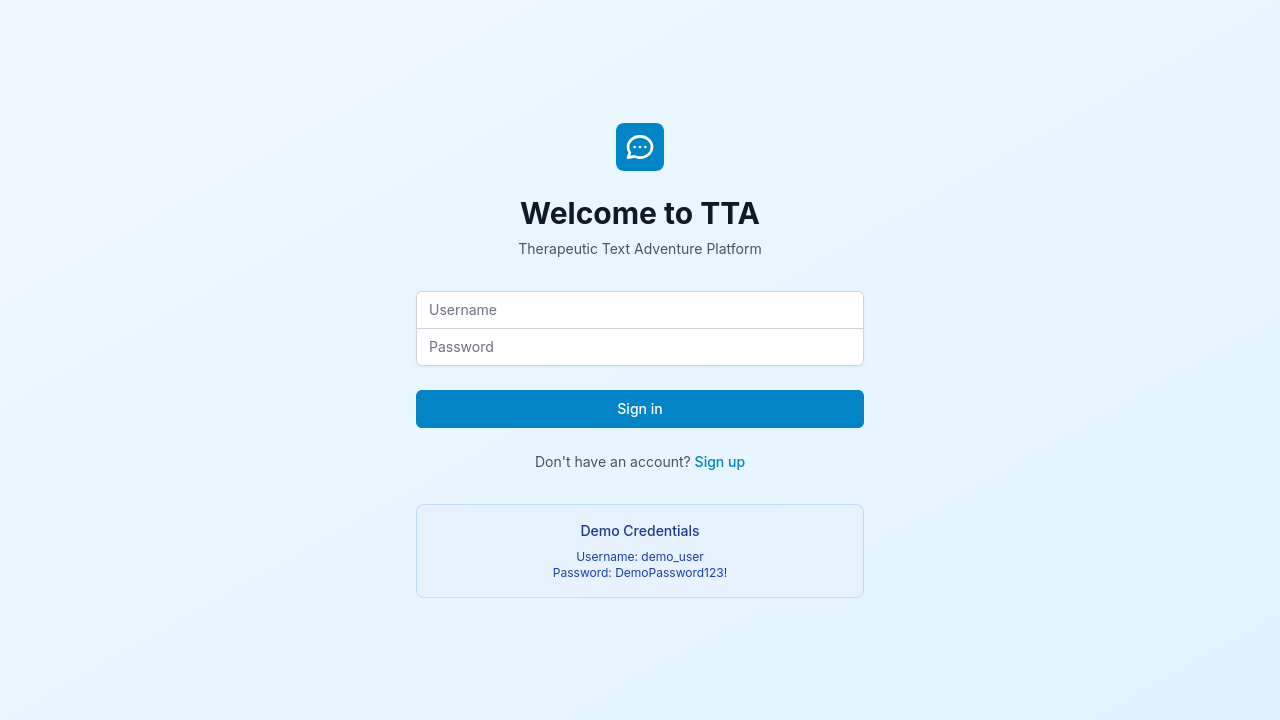 Welcome to TTA
Therapeutic Text Adventure Platform
Username
Password
Sign in
Don't have an account? Sign up
Demo Credentials
Username: demo_user
Password: DemoPassword123!